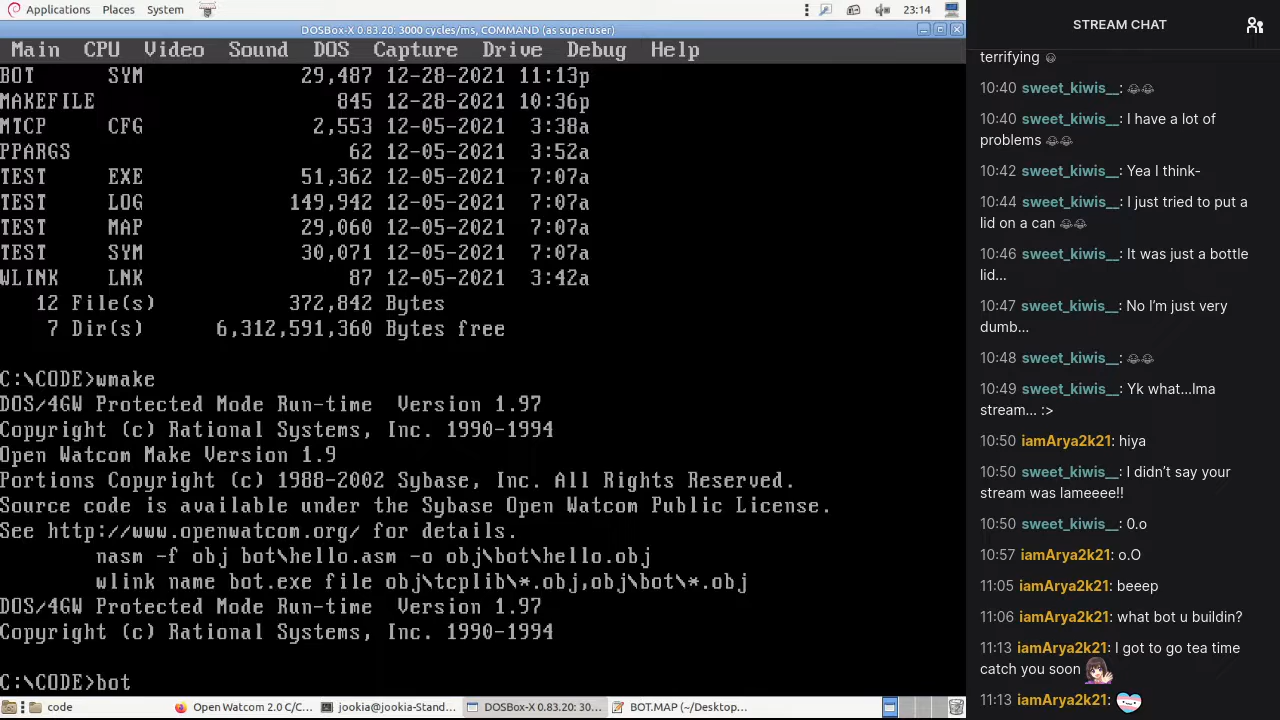 Applications Places System 23:14
DOSBox-X 0.83.20: 3000 cycles/ms, COMMAND (as superuser)
Main CPU Video Sound DOS Capture Drive Debug Help
BOT SYM 29,487 12-28-2021 11:13p
MAKEFILE 845 12-28-2021 10:36p
MTCP CFG 2,553 12-05-2021 3:38a
PPARGS 62 12-05-2021 3:52a
TEST EXE 51,362 12-05-2021 7:07a
TEST LOG 149,942 12-05-2021 7:07a
TEST MAP 29,060 12-05-2021 7:07a
TEST SYM 30,071 12-05-2021 7:07a
WLINK LNK 87 12-05-2021 3:42a
12 File(s) 372,842 Bytes
7 Dir(s) 6,312,591,360 Bytes free
C:\CODE>wmake
DOS/4GW Protected Mode Run-time Version 1.97
Copyright (c) Rational Systems, Inc. 1990-1994
Open Watcom Make Version 1.9
Portions Copyright (c) 1988-2002 Sybase, Inc. All Rights Reserved.
Source code is available under the Sybase Open Watcom Public License.
See http://www.openwatcom.org/ for details.
nasm -f obj bot\hello.asm -o obj\bot\hello.obj
wlink name bot.exe file obj\tcplib\*.obj,obj\bot\*.obj
DOS/4GW Protected Mode Run-time Version 1.97
Copyright (c) Rational Systems, Inc. 1990-1994
C:\CODE>bot
code Open Watcom 2.0 C/C... jookia@jookia-Stand... DOSBox-X 0.83.20: 30... BOT.MAP (~/Desktop...
STREAM CHAT
terrifying 😅
10:40 sweet_kiwis__: 😂😂
10:40 sweet_kiwis__: I have a lot of
problems 😂😂
10:42 sweet_kiwis__: Yea I think-
10:44 sweet_kiwis__: I just tried to put a
lid on a can 😂😂
10:46 sweet_kiwis__: It was just a bottle
lid...
10:47 sweet_kiwis__: No I'm just very
dumb...
10:48 sweet_kiwis__: 😂😂
10:49 sweet_kiwis__: Yk what...Ima
stream... :>
10:50 iamArya2k21: hiya
10:50 sweet_kiwis__: I didn't say your
stream was lameeee!!
10:50 sweet_kiwis__: 0.o
10:57 iamArya2k21: o.O
11:05 iamArya2k21: beeep
11:06 iamArya2k21: what bot u buildin?
11:13 iamArya2k21: I got to go tea time
catch you soon
11:13 iamArya2k21: